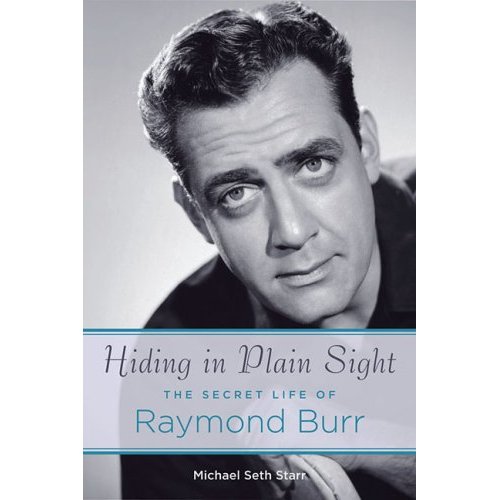 Hiding in Plain Sight
THE SECRET LIFE OF
Raymond Burr
Michael Seth Starr